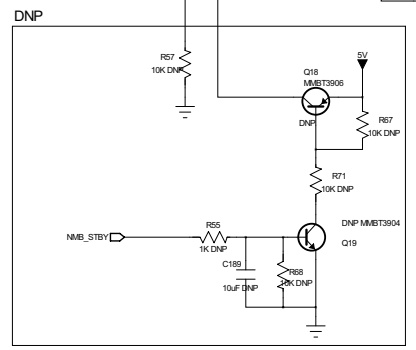 DNP
R57
10K DNP
5V
Q18
MMBT3906
DNP
R67
10K DNP
R71
10K DNP
NMB_STBY
R55
1K DNP
DNP MMBT3904
Q19
C189
10uF DNP
R68
10K DNP